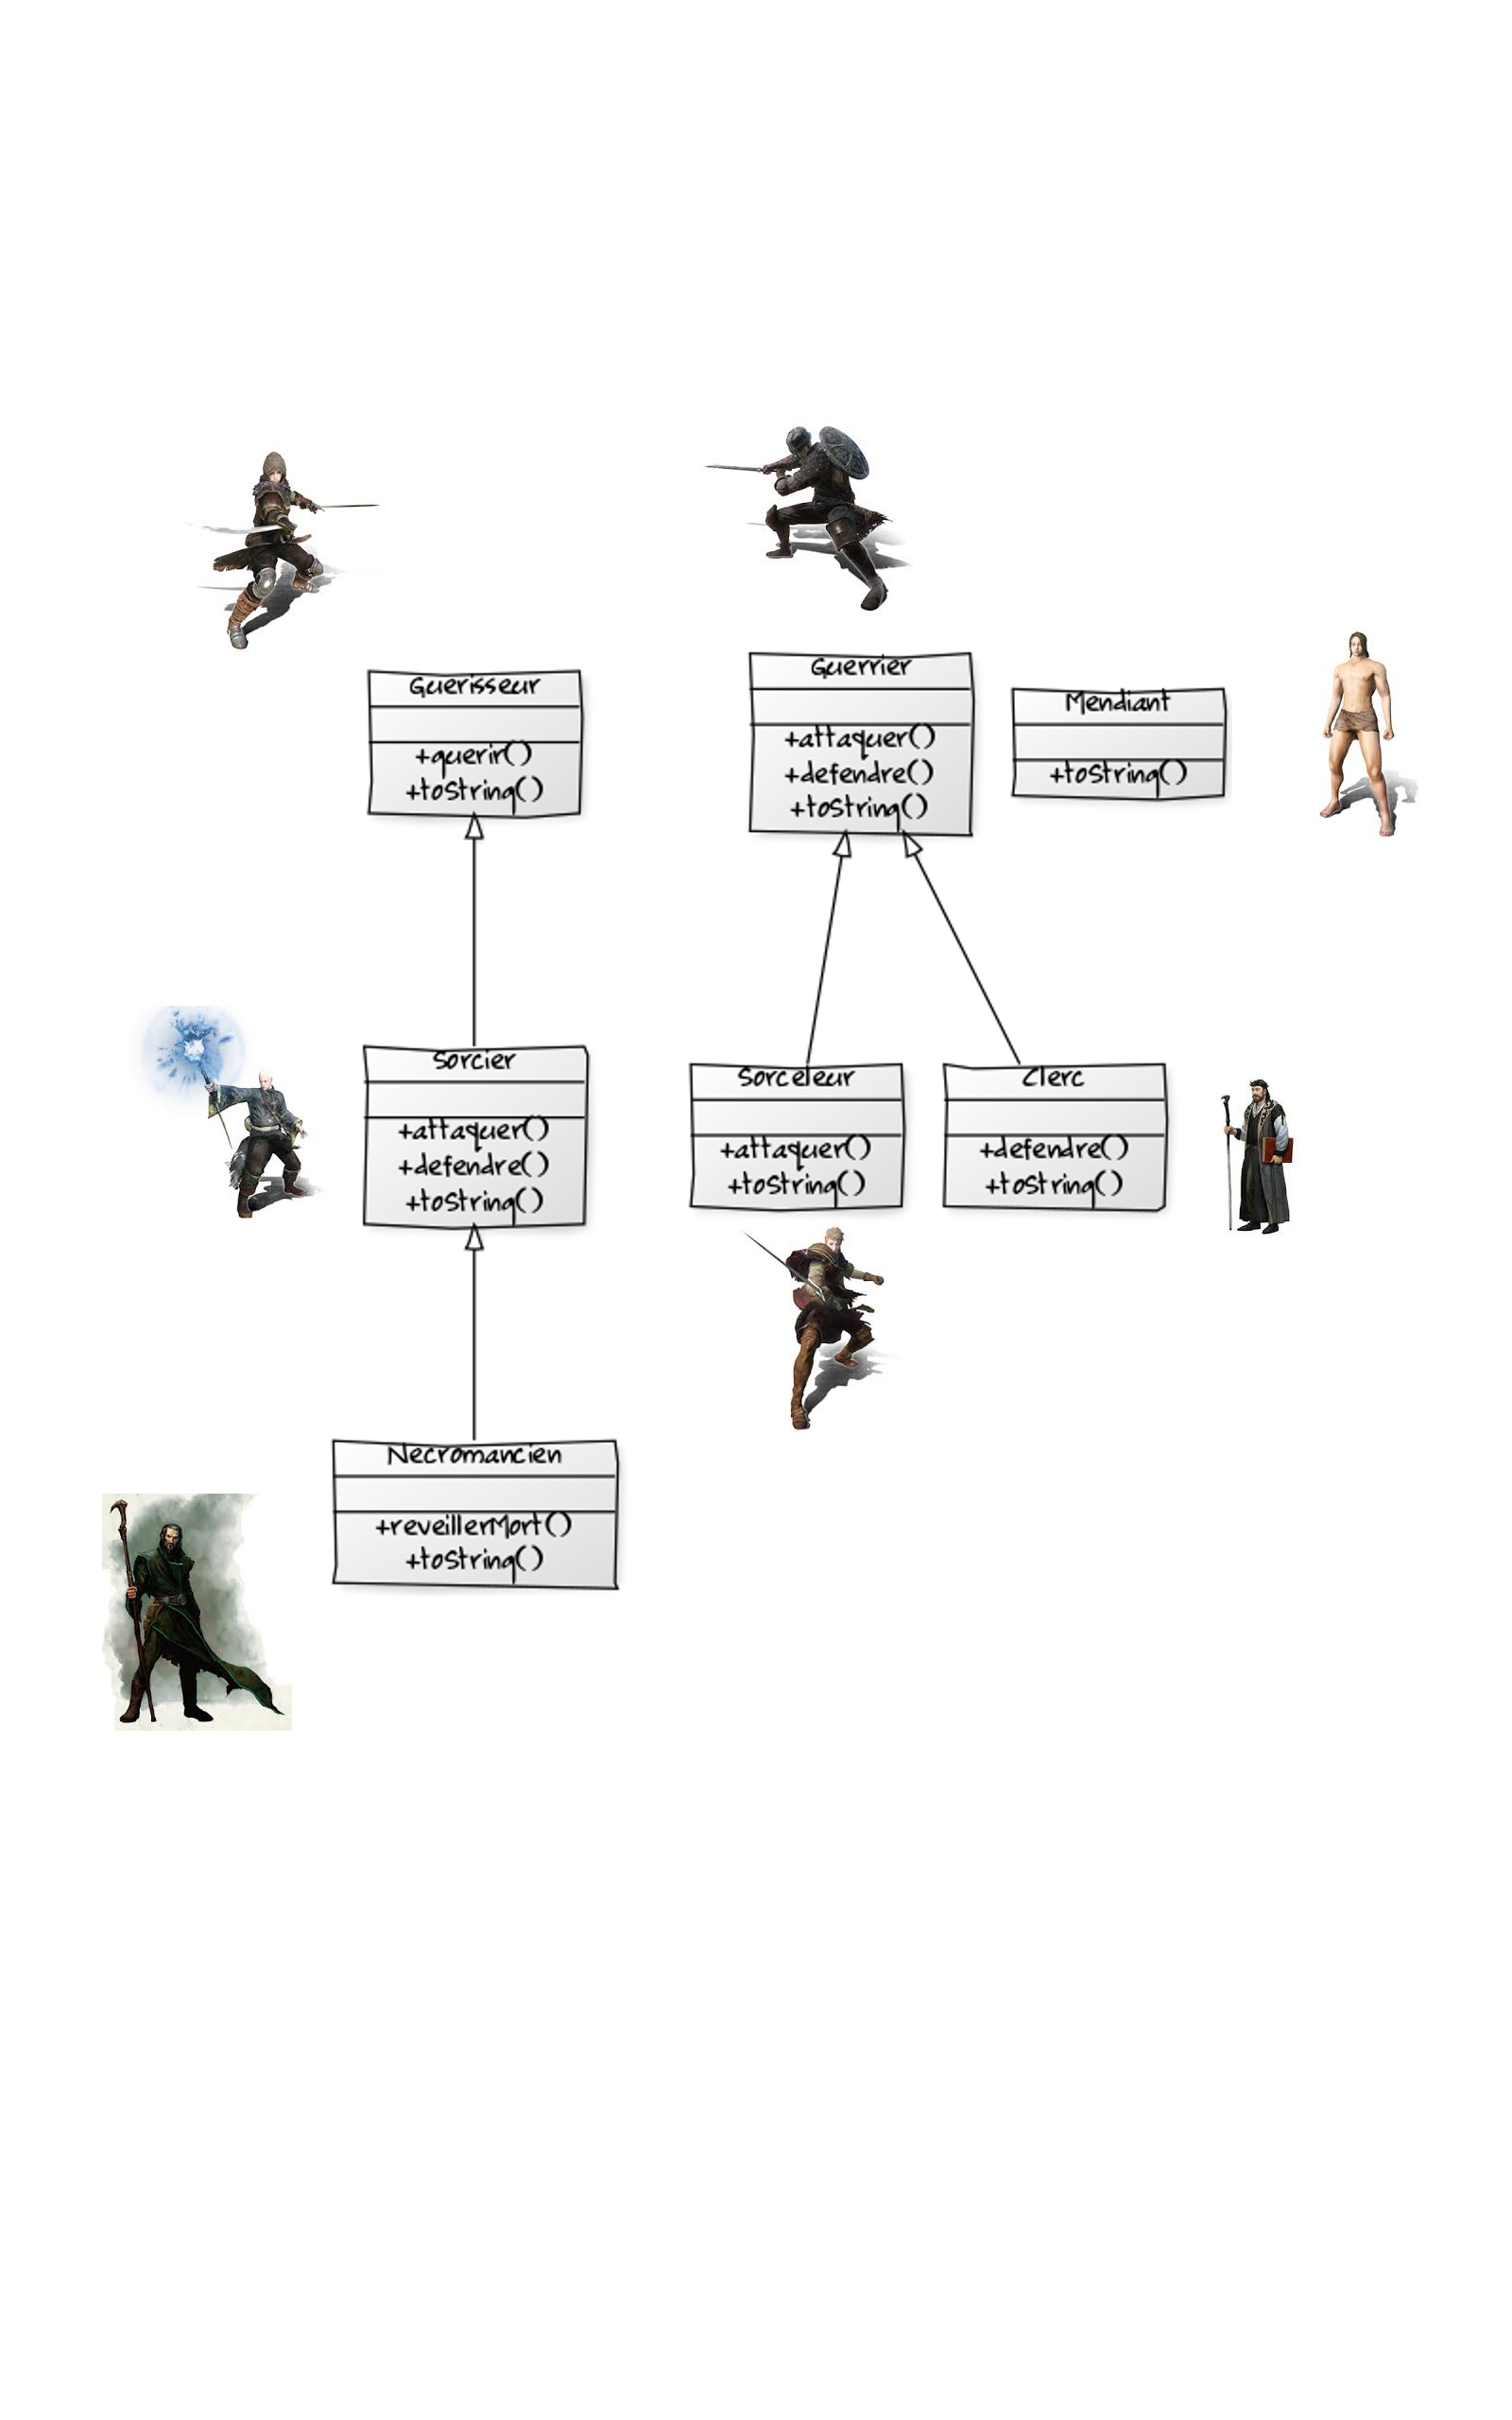 Guerisseur
+guerir()
+toString()
Guerrier
+attaquer()
+defendre()
+toString()
Mendiant
+toString()
Sorcier
+attaquer()
+defendre()
+toString()
Sorceleur
+attaquer()
+toString()
Clerc
+defendre()
+toString()
Necromancien
+reveillerMort()
+toString()